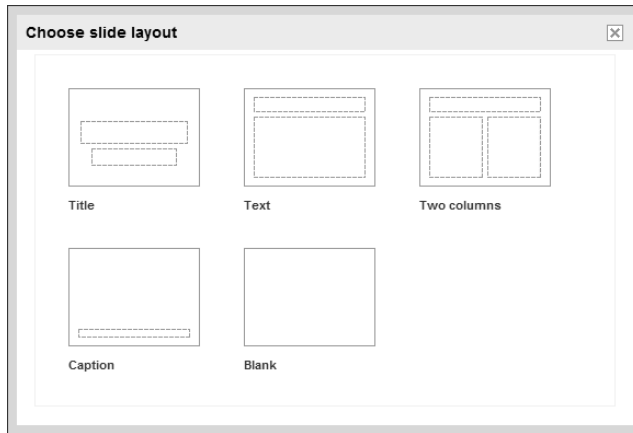 Choose slide layout
Title
Text
Two columns
Caption
Blank